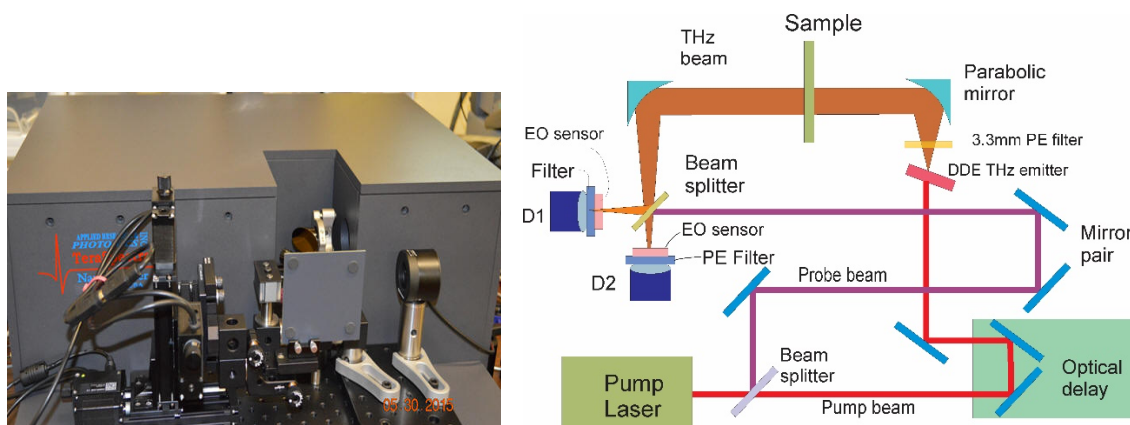 APPLIED RESEARCH
PHOTONICS
05.30.2015
Sample
THz
beam
Parabolic
mirror
EO sensor
3.3mm PE filter
Filter
Beam
splitter
DDE THz emitter
D1
EO sensor
PE Filter
Mirror
pair
D2
Probe beam
Beam
splitter
Optical
delay
Pump
Laser
Pump beam